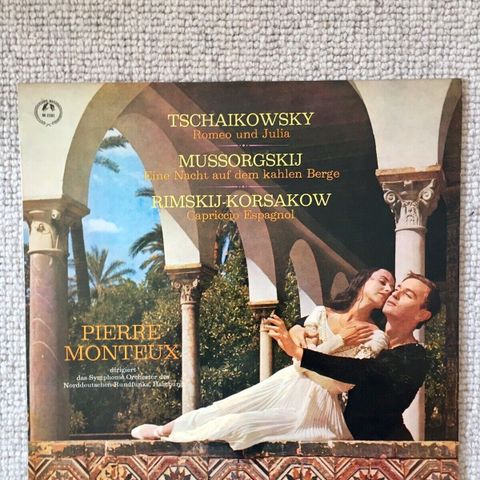 TSCHAIKOWSKY
Romeo und Julia
MUSSORGSKIJ
Eine Nacht auf dem kahlen Berge
RIMSKIJ-KORSAKOW
Capriccio Espagnol
PIERRE
MONTEUX
dirigiert
das Symphonie-Orchester des
Norddeutschen Rundfunks, Hamburg